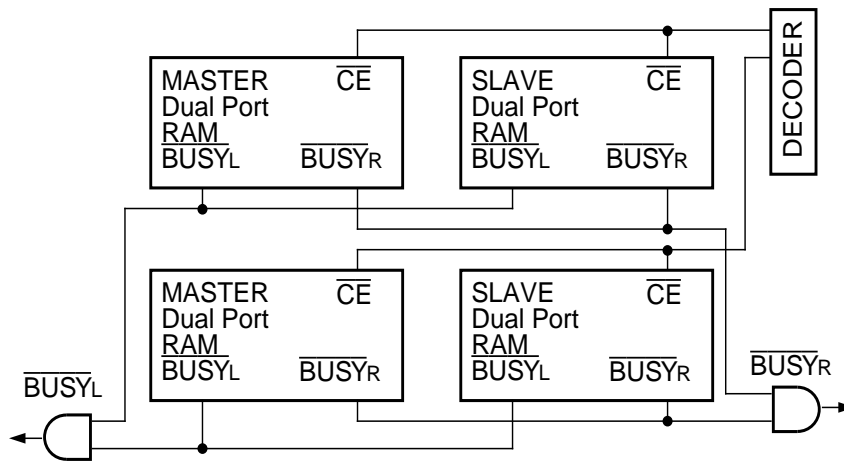 MASTER
Dual Port
RAM
BUSYL
CE
BUSYR
SLAVE
Dual Port
RAM
BUSYL
CE
BUSYR
DECODER
MASTER
Dual Port
RAM
BUSYL
CE
BUSYR
SLAVE
Dual Port
RAM
BUSYL
CE
BUSYR
BUSYL
BUSYR